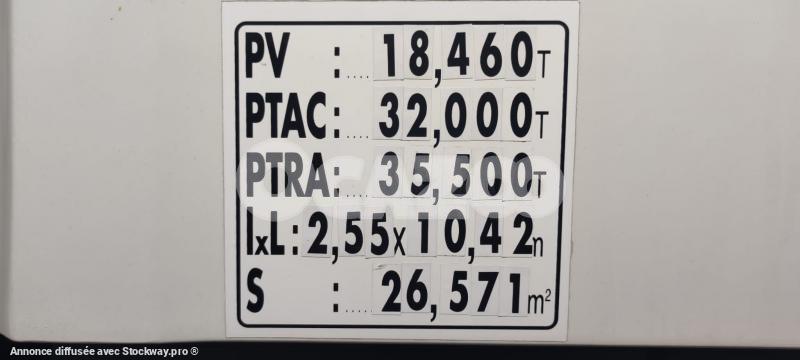 PV :.... 18,460T
PTAC:.... 32,000T
PTRA:.... 35,500T
lxL:2,55x10,42n
S :..... 26,571m²
Annonce diffusée avec Stockway.pro ®